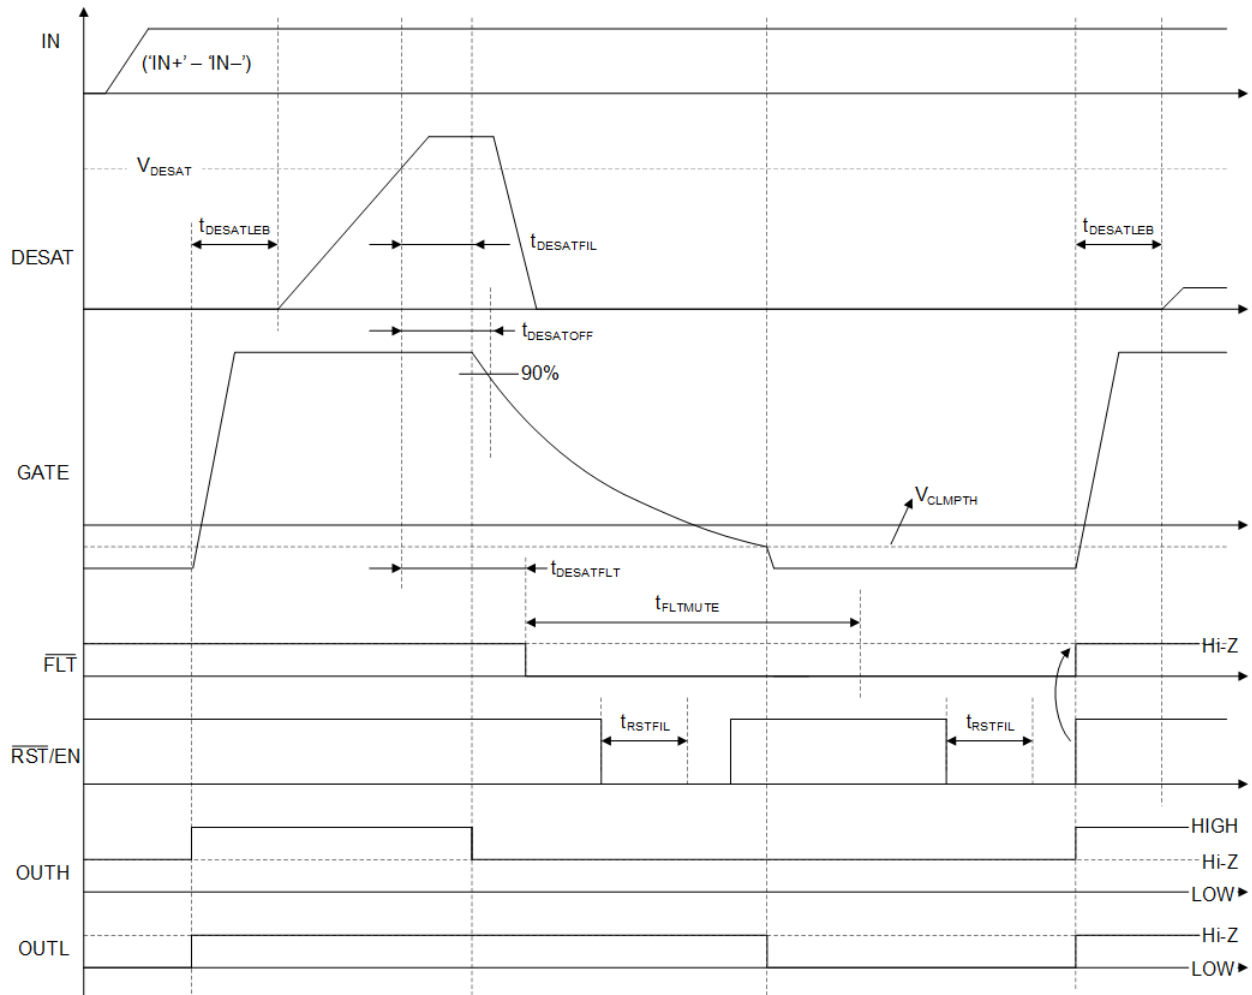 IN
('IN+' – 'IN–')
VDESAT
tDESATLEB
tDESATFIL
tDESATLEB
DESAT
tDESATOFF
90%
GATE
VCLMPTH
tDESATFLT
tFLTMUTE
FLT
Hi-Z
RST/EN
tRSTFIL
tRSTFIL
HIGH
OUTH
Hi-Z
LOW
OUTL
Hi-Z
LOW